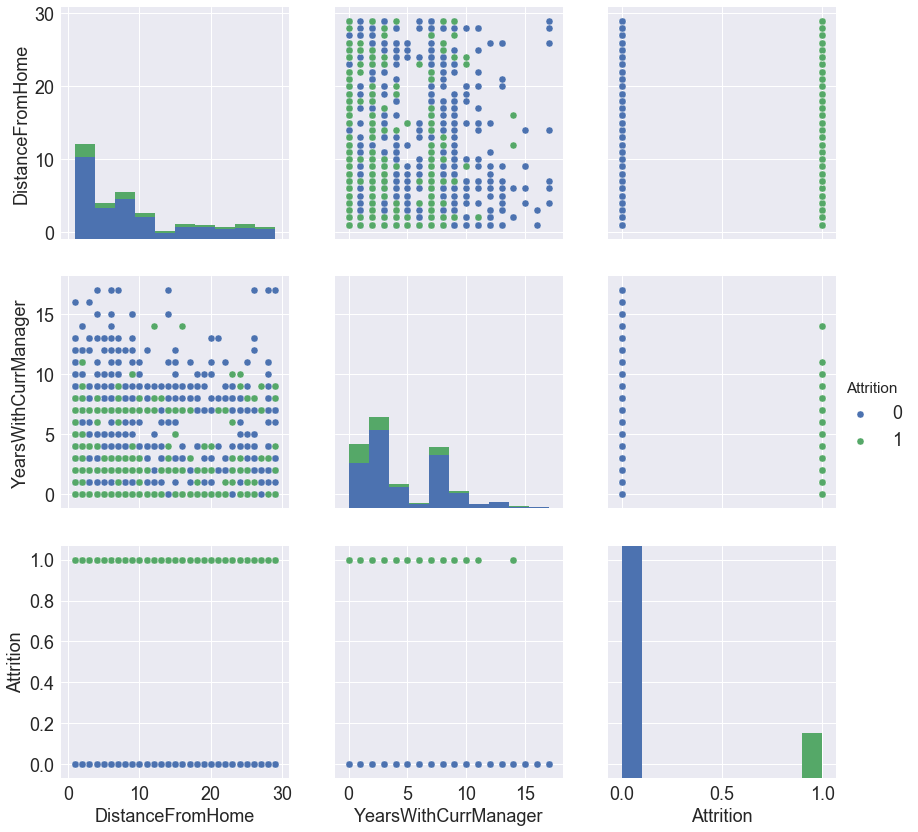 30
20
10
0
DistanceFromHome
15
10
5
0
YearsWithCurrManager
Attrition
0
1
1.0
0.8
0.6
0.4
0.2
0.0
Attrition
0 10 20 30
0 5 10 15
0.0 0.5 1.0
DistanceFromHome YearsWithCurrManager Attrition